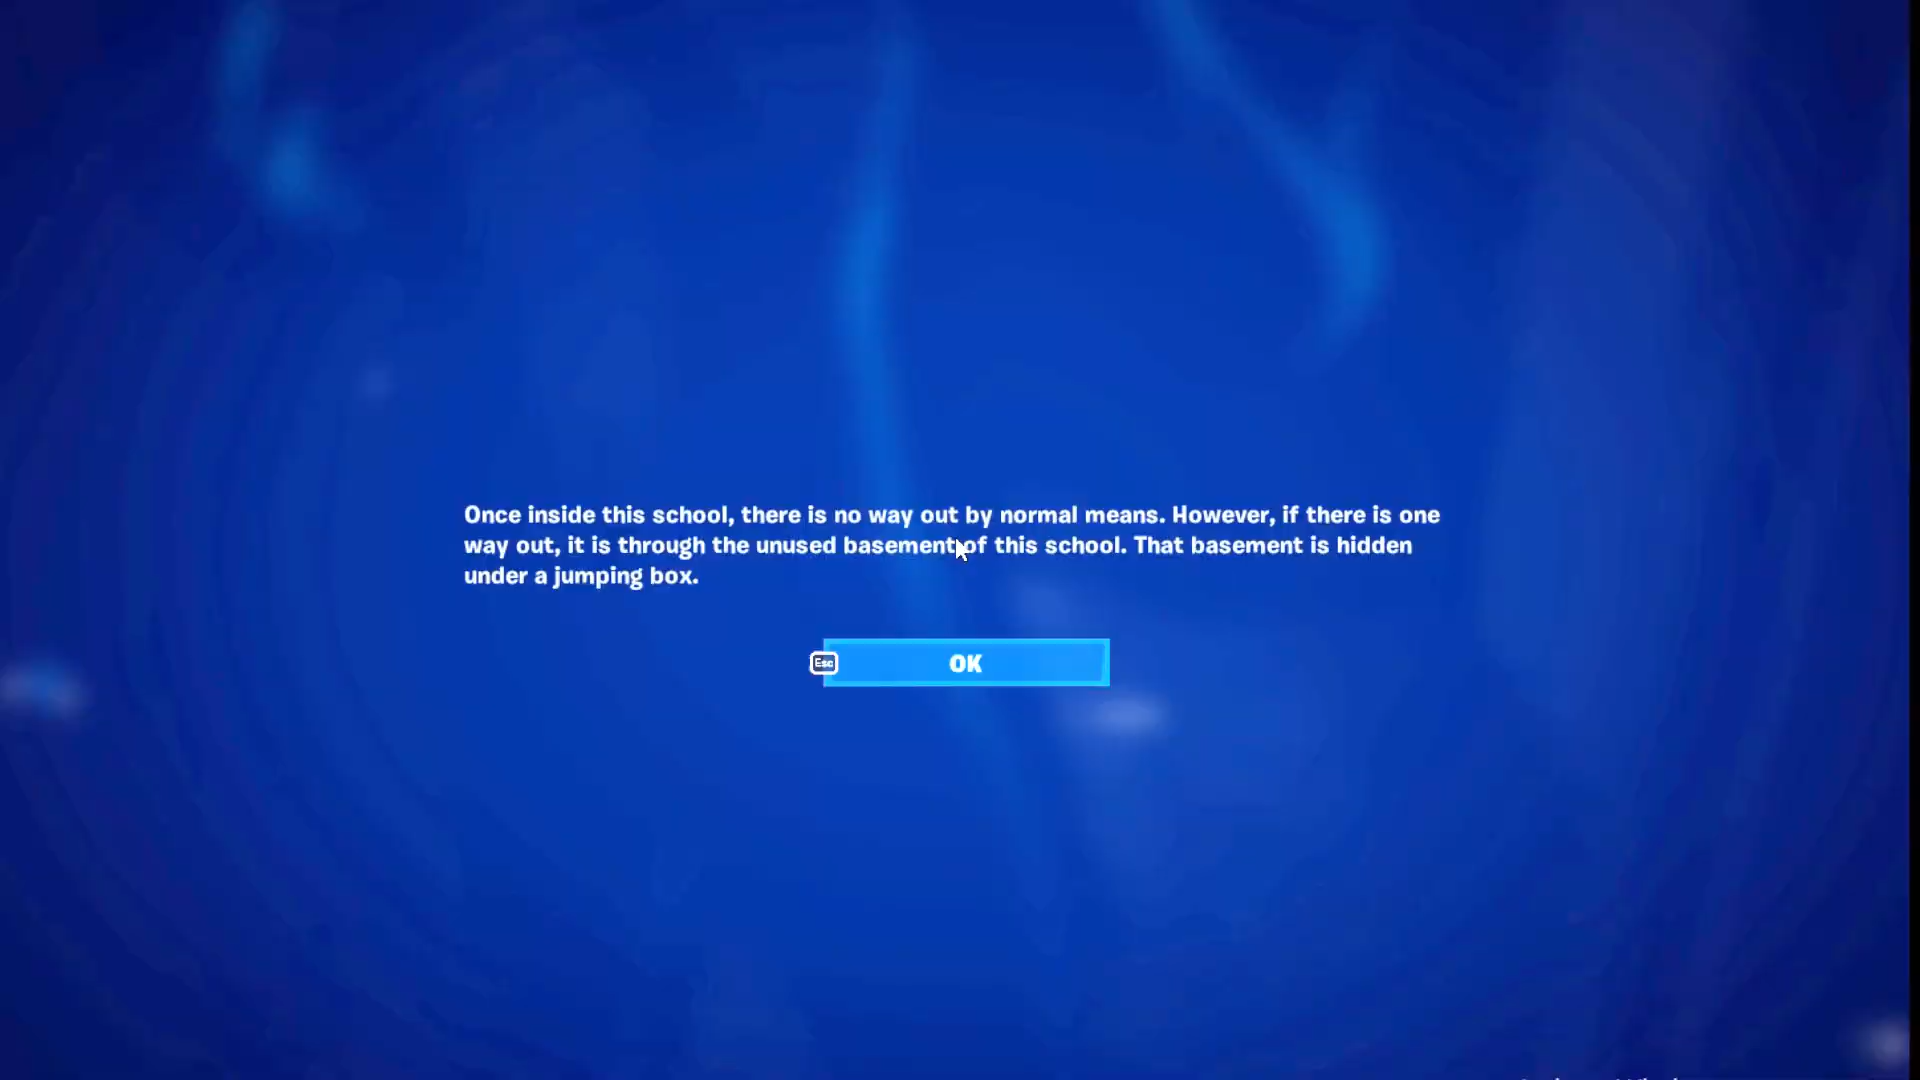 Once inside this school, there is no way out by normal means. However, if there is one
way out, it is through the unused basement of this school. That basement is hidden
under a jumping box.
Esc
OK